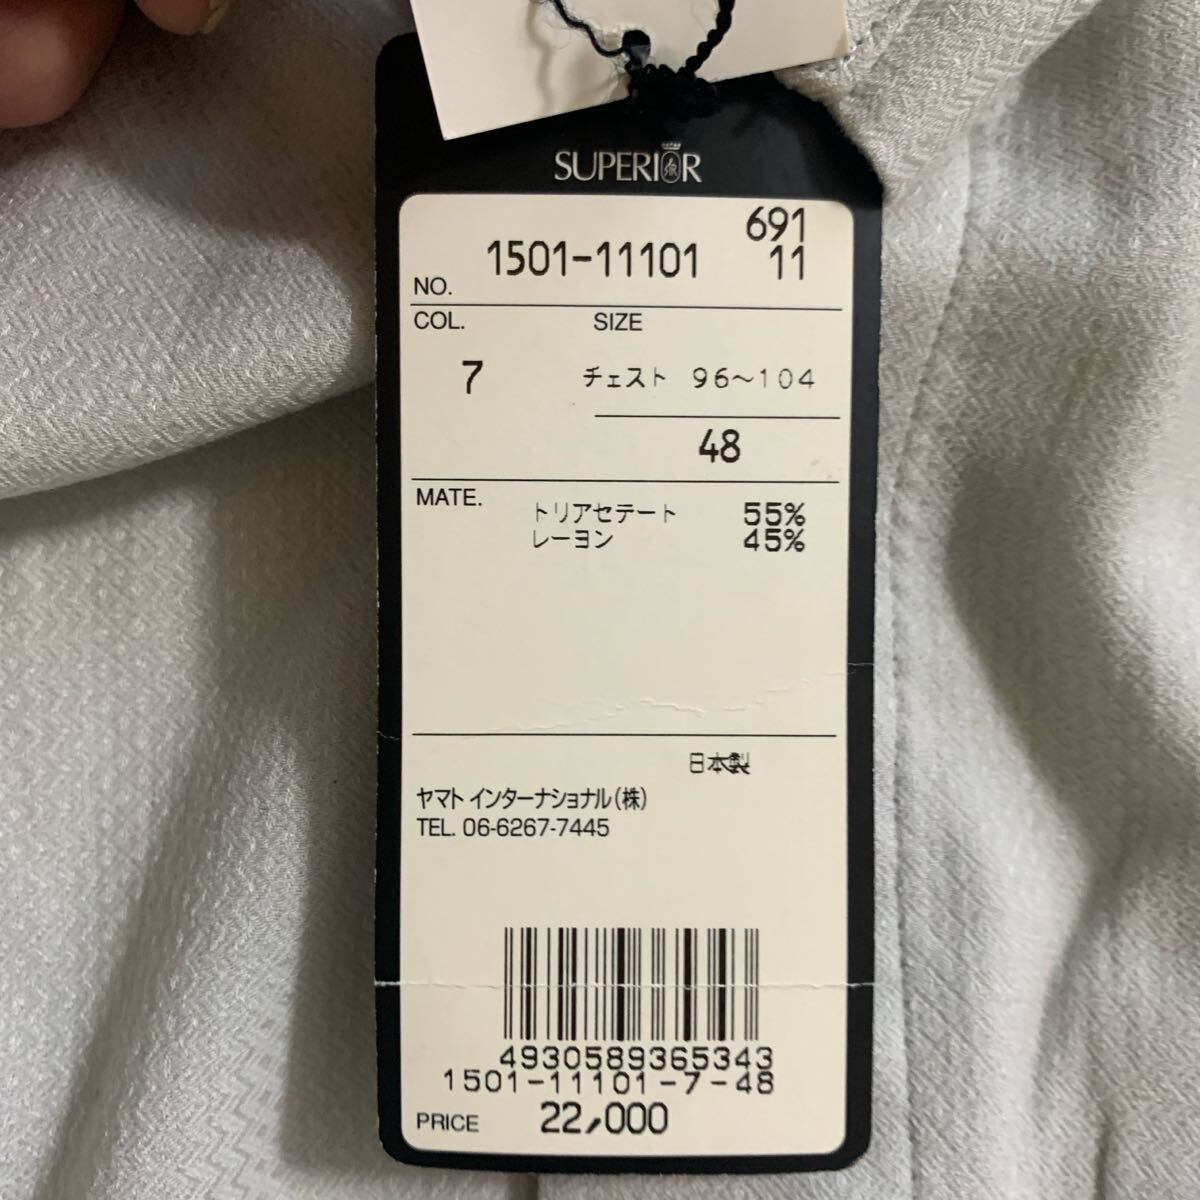 SUPERIOR
691
NO. 1501-11101 11
COL. SIZE
7 チェスト 96〜104
48
MATE. トリアセテート 55%
レーヨン 45%
日本製
ヤマト インターナショナル(株)
TEL. 06-6267-7445
4930589365343
1501-11101-7-48
PRICE 22,000